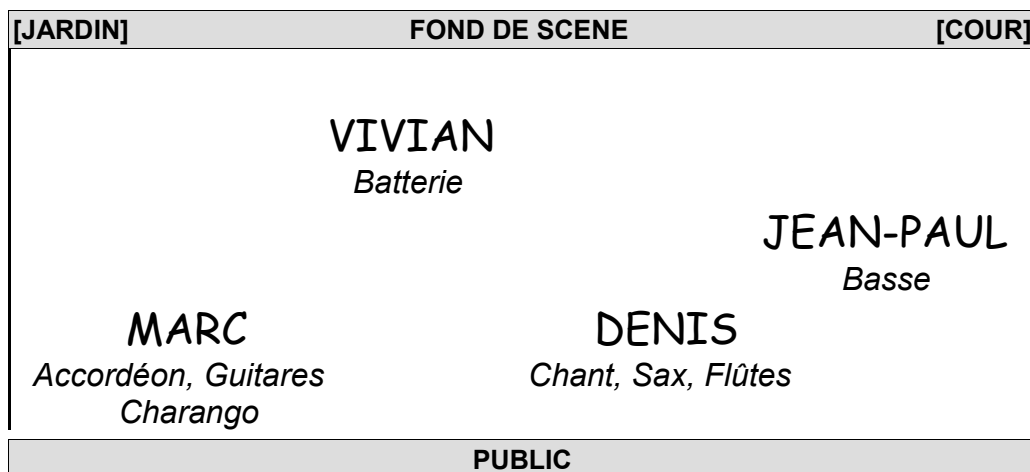 [JARDIN] FOND DE SCENE [COUR]
VIVIAN
Batterie
JEAN-PAUL
Basse
MARC
Accordéon, Guitares
Charango
DENIS
Chant, Sax, Flûtes
PUBLIC